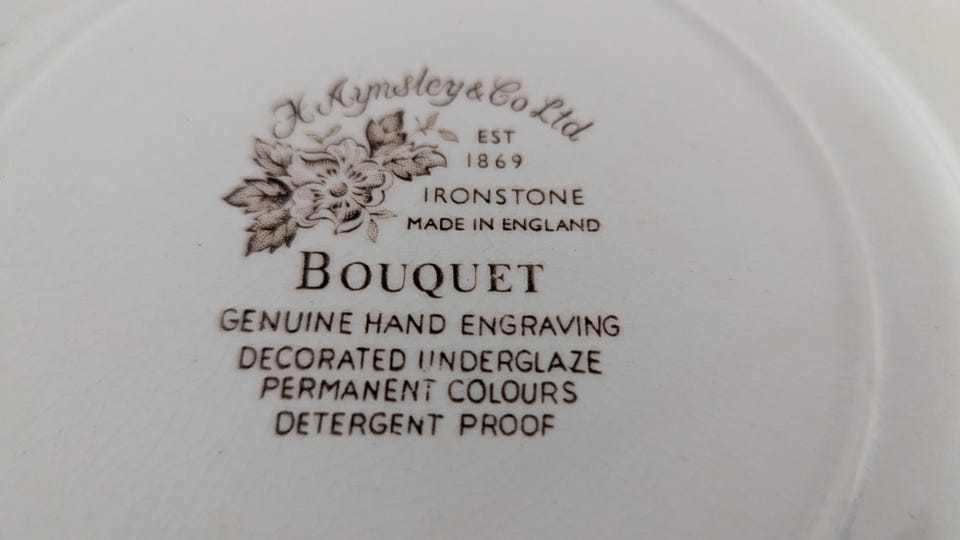 H Aynsley & Co Ltd
EST
1869
IRONSTONE
MADE IN ENGLAND
BOUQUET
GENUINE HAND ENGRAVING
DECORATED UNDERGLAZE
PERMANENT COLOURS
DETERGENT PROOF